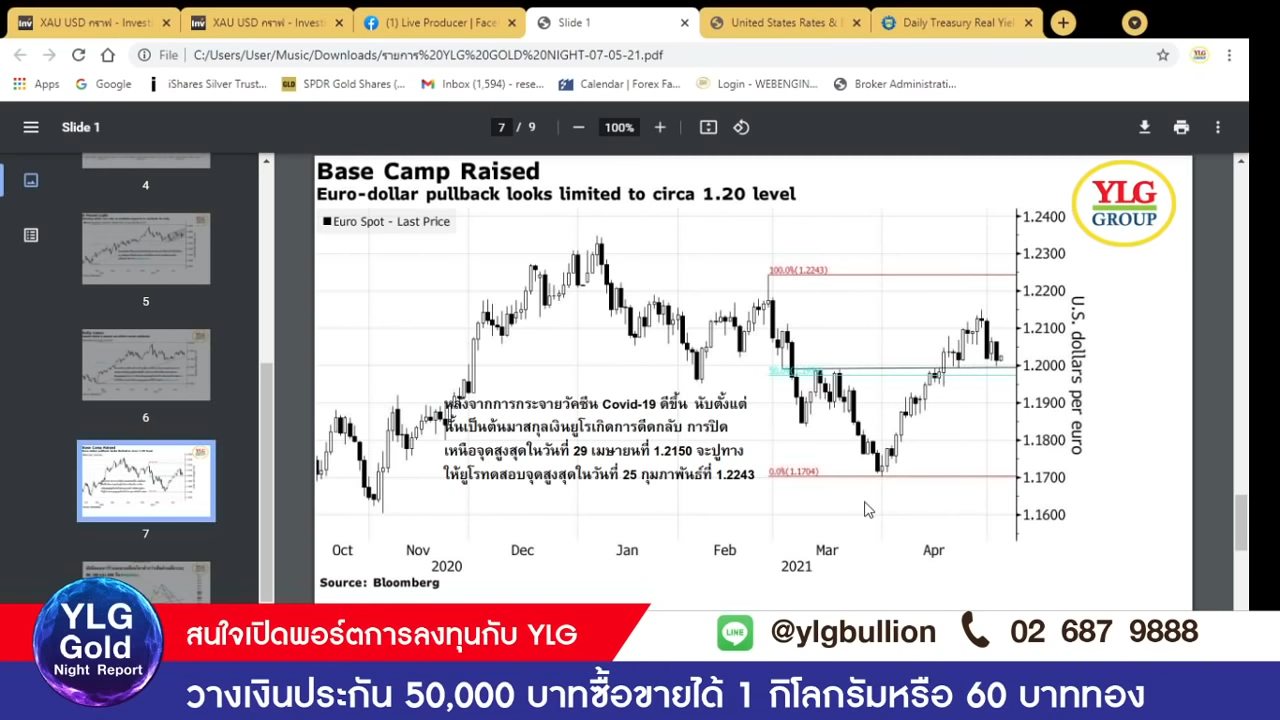 XAU USD กราฟ - Investi
XAU USD กราฟ - Investi
(1) Live Producer | Face
Slide 1
United States Rates & B
Daily Treasury Real Yiel
File
C:/Users/User/Music/Downloads/รายการ%20YLG%20GOLD%20NIGHT-07-05-21.pdf
Apps
Google
iShares Silver Trust...
SPDR Gold Shares (...
Inbox (1,594) - rese...
Calendar | Forex Fa...
Login - WEBENGIN...
Broker Administrati...
Slide 1
7 / 9
100%
4
5
6
7
Base Camp Raised
Euro-dollar pullback looks limited to circa 1.20 level
Euro Spot - Last Price
YLG
GROUP
1.2400
1.2300
1.2200
1.2100
1.2000
1.1900
1.1800
1.1700
1.1600
U.S. dollars per euro
100.0%(1.2243)
0.0%(1.1704)
หลังจากการกระจายวัคซีน Covid-19 ดีขึ้น นับตั้งแต่
นั้นเป็นต้นมาสกุลเงินยูโรเกิดการดีดกลับ การปิด
เหนือจุดสูงสุดในวันที่ 29 เมษายนที่ 1.2150 จะปูทาง
ให้ยูโรทดสอบจุดสูงสุดในวันที่ 25 กุมภาพันธ์ที่ 1.2243
Oct Nov Dec Jan Feb Mar Apr
2020 2021
Source: Bloomberg
YLG
Gold
Night Report
สนใจเปิดพอร์ตการลงทุนกับ YLG
LINE
@ylgbullion
02 687 9888
วางเงินประกัน 50,000 บาทซื้อขายได้ 1 กิโลกรัมหรือ 60 บาททอง